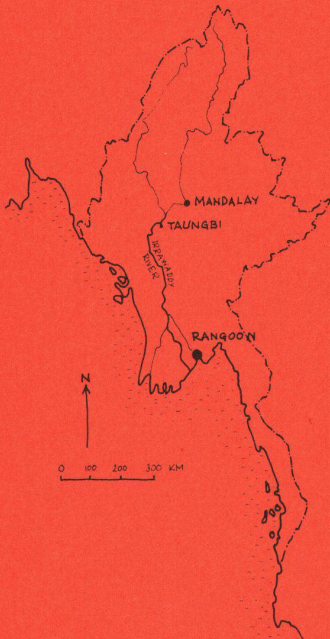 MANDALAY
TAUNGBI
IRRAWADDY
RIVER
RANGOON
N
0 100 200 300 KM